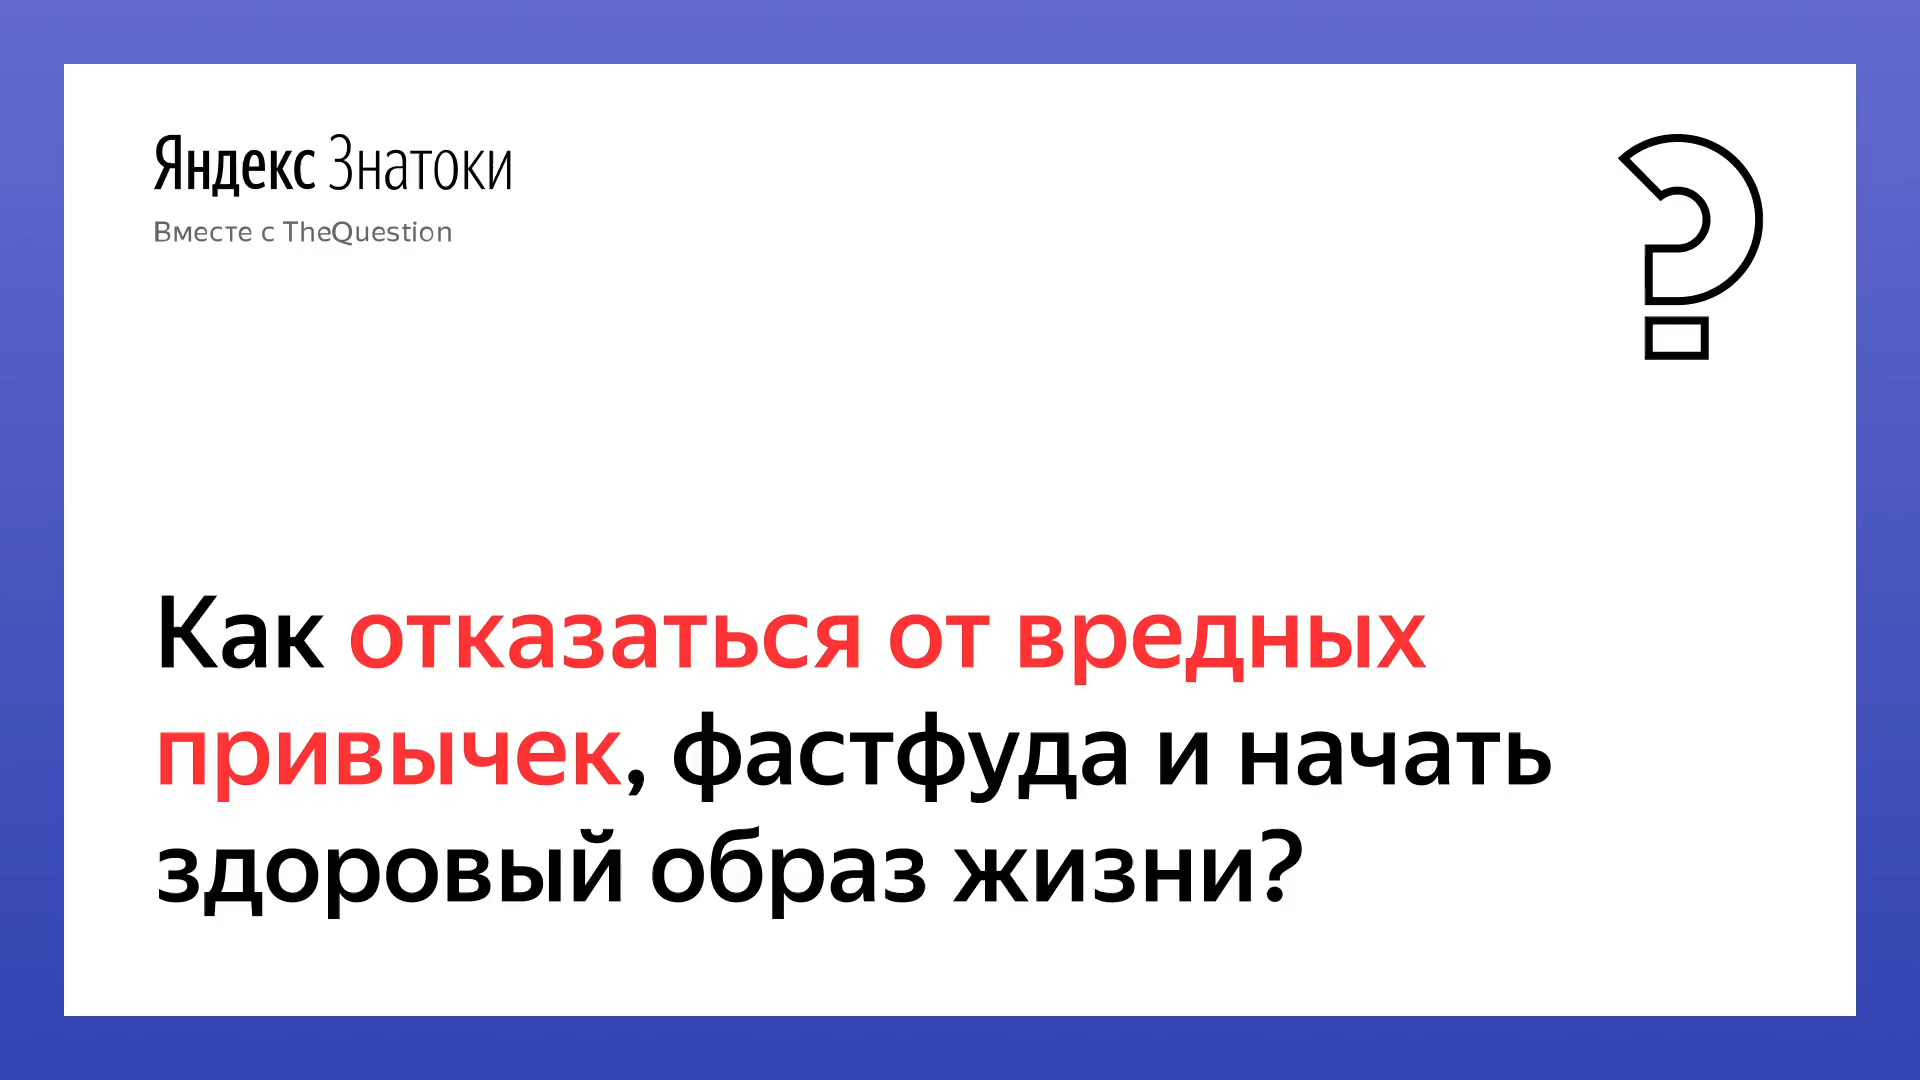 Яндекс Знатоки
Вместе с TheQuestion
Как отказаться от вредных
привычек, фастфуда и начать
здоровый образ жизни?